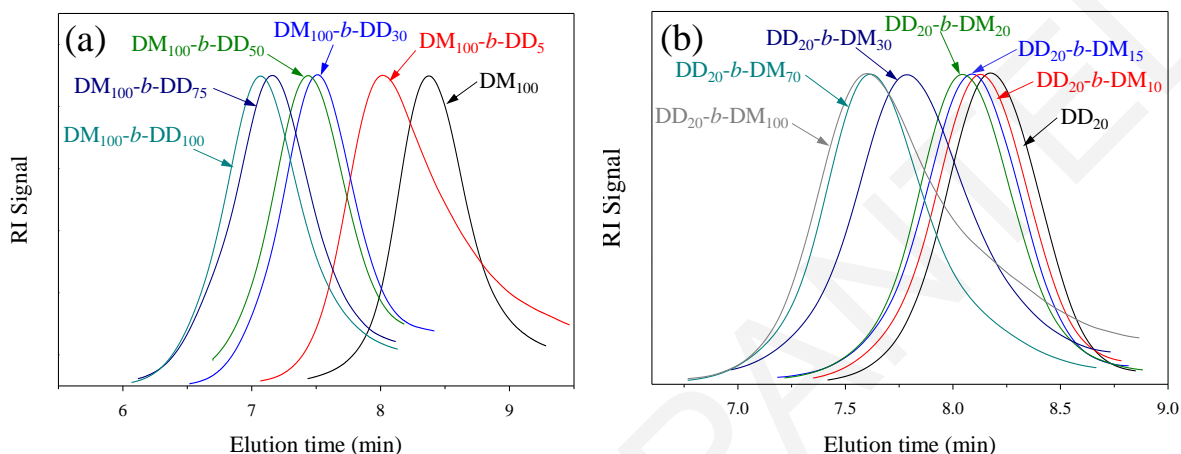 (a)
DM100-b-DD50
DM100-b-DD30
DM100-b-DD5
DM100-b-DD75
DM100
DM100-b-DD100
RI Signal
6 7 8 9
Elution time (min)
(b)
DD20-b-DM30
DD20-b-DM20
DD20-b-DM15
DD20-b-DM70
DD20-b-DM10
DD20-b-DM100
DD20
RI Signal
7.0 7.5 8.0 8.5 9.0
Elution time (min)
PANTEL